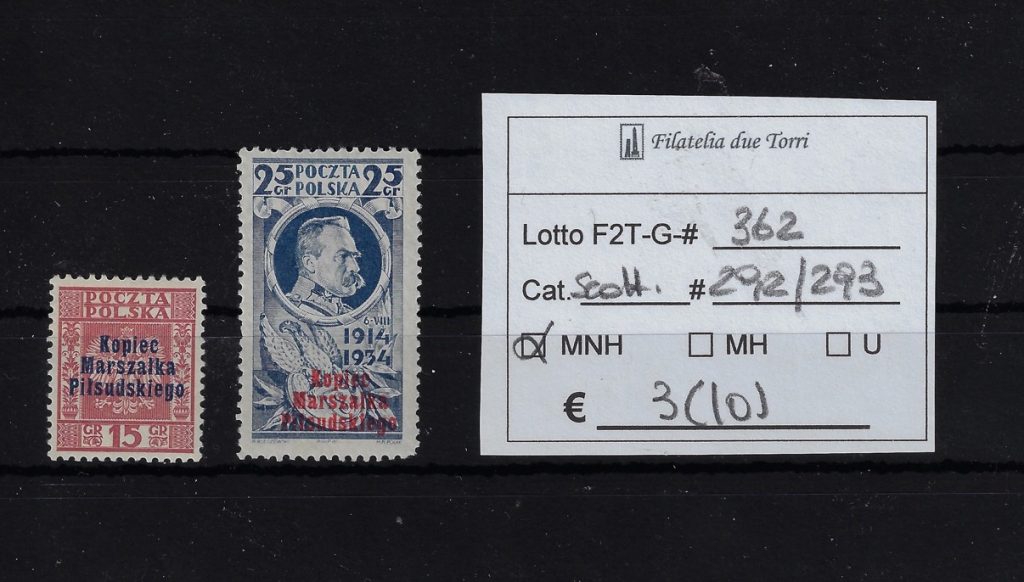 POCZTA
POLSKA
Kopiec
Marszałka
Piłsudskiego
GR 15 GR
25 POCZTA 25
GR POLSKA GR
6-VIII
1914
1934
Kopiec
Marszałka
Piłsudskiego
Filatelia due Torri
Lotto F2T-G-# 362
Cat. Scott. #292/293
MNH MH U
€ 3(10)